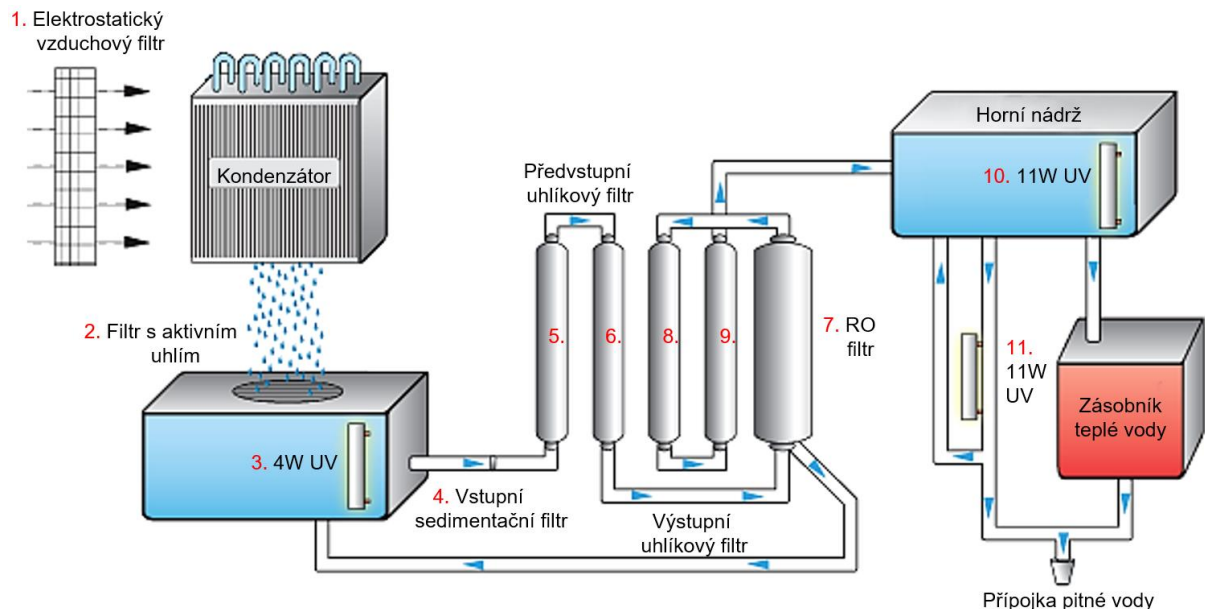 1. Elektrostatický
vzduchový filtr
Kondenzátor
2. Filtr s aktivním
uhlím
3. 4W UV
4. Vstupní
sedimentační filtr
Předvstupní
uhlíkový filtr
5.
6.
8.
9.
7. RO
filtr
Výstupní
uhlíkový filtr
Horní nádrž
10. 11W UV
11.
11W
UV
Zásobník
teplé vody
Přípojka pitné vody